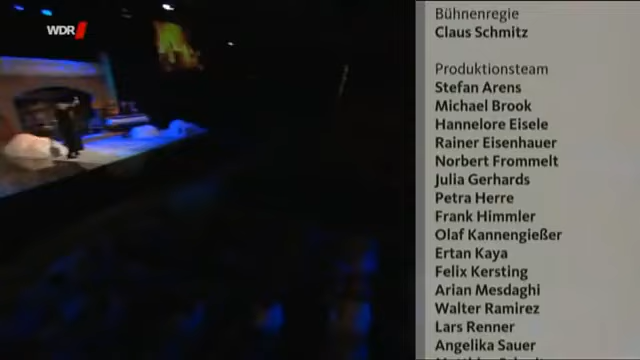 WDR
Bühnenregie
Claus Schmitz
Produktionsteam
Stefan Arens
Michael Brook
Hannelore Eisele
Rainer Eisenhauer
Norbert Frommelt
Julia Gerhards
Petra Herre
Frank Himmler
Olaf Kannengießer
Ertan Kaya
Felix Kersting
Arian Mesdaghi
Walter Ramirez
Lars Renner
Angelika Sauer